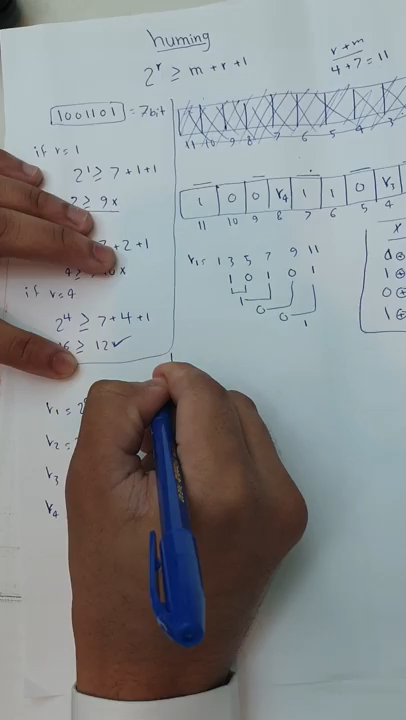 huming
2^r ≥ m + r + 1
r + m
4 + 7 = 11
1001101 = 7bit
11 10 9 8 7 6 5 4 3
if r = 1
2^1 ≥ 7 + 1 + 1
≥ 9 x
+ 2 + 1
if r = 4
2^4 ≥ 7 + 4 + 1
≥ 12 ✓
1 0 0 r4 1 1 0 r3
11 10 9 8 7 6 5 4
r1 = 1 3 5 7 9 11
1 0 1 0 1
1
0
0
1
x
0 ⊕
1 ⊕
0 ⊕
1 ⊕
r1 = 2
r2 =
r3
r4